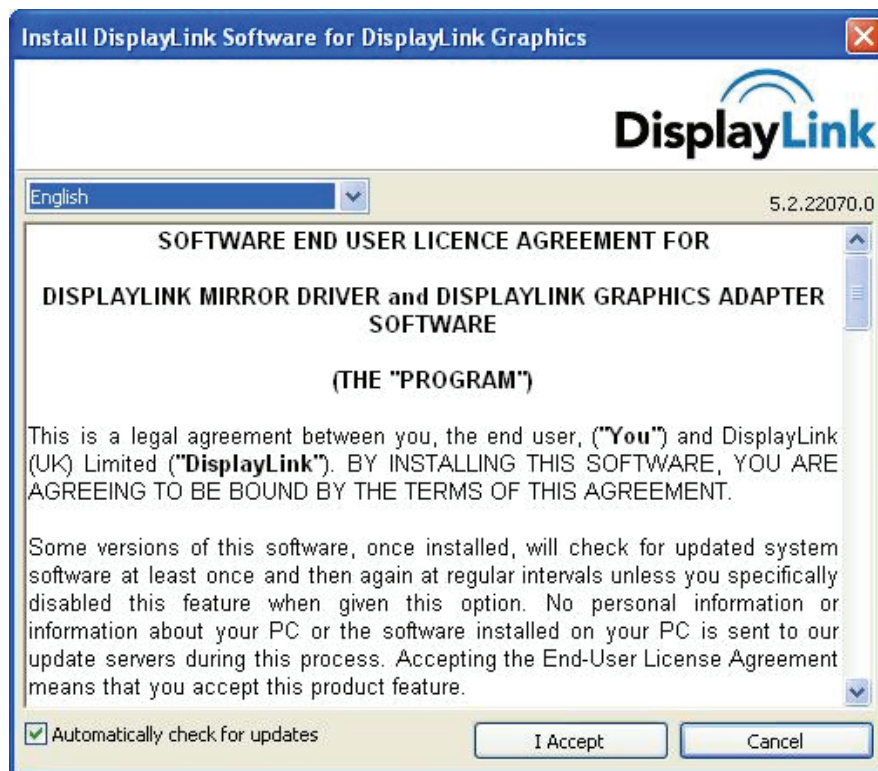 Install DisplayLink Software for DisplayLink Graphics
DisplayLink
English
5.2.22070.0
SOFTWARE END USER LICENCE AGREEMENT FOR
DISPLAYLINK MIRROR DRIVER and DISPLAYLINK GRAPHICS ADAPTER
SOFTWARE
(THE "PROGRAM")
This is a legal agreement between you, the end user, ("You") and DisplayLink
(UK) Limited ("DisplayLink"). BY INSTALLING THIS SOFTWARE, YOU ARE
AGREEING TO BE BOUND BY THE TERMS OF THIS AGREEMENT.
Some versions of this software, once installed, will check for updated system
software at least once and then again at regular intervals unless you specifically
disabled this feature when given this option. No personal information or
information about your PC or the software installed on your PC is sent to our
update servers during this process. Accepting the End-User License Agreement
means that you accept this product feature.
Automatically check for updates
I Accept
Cancel